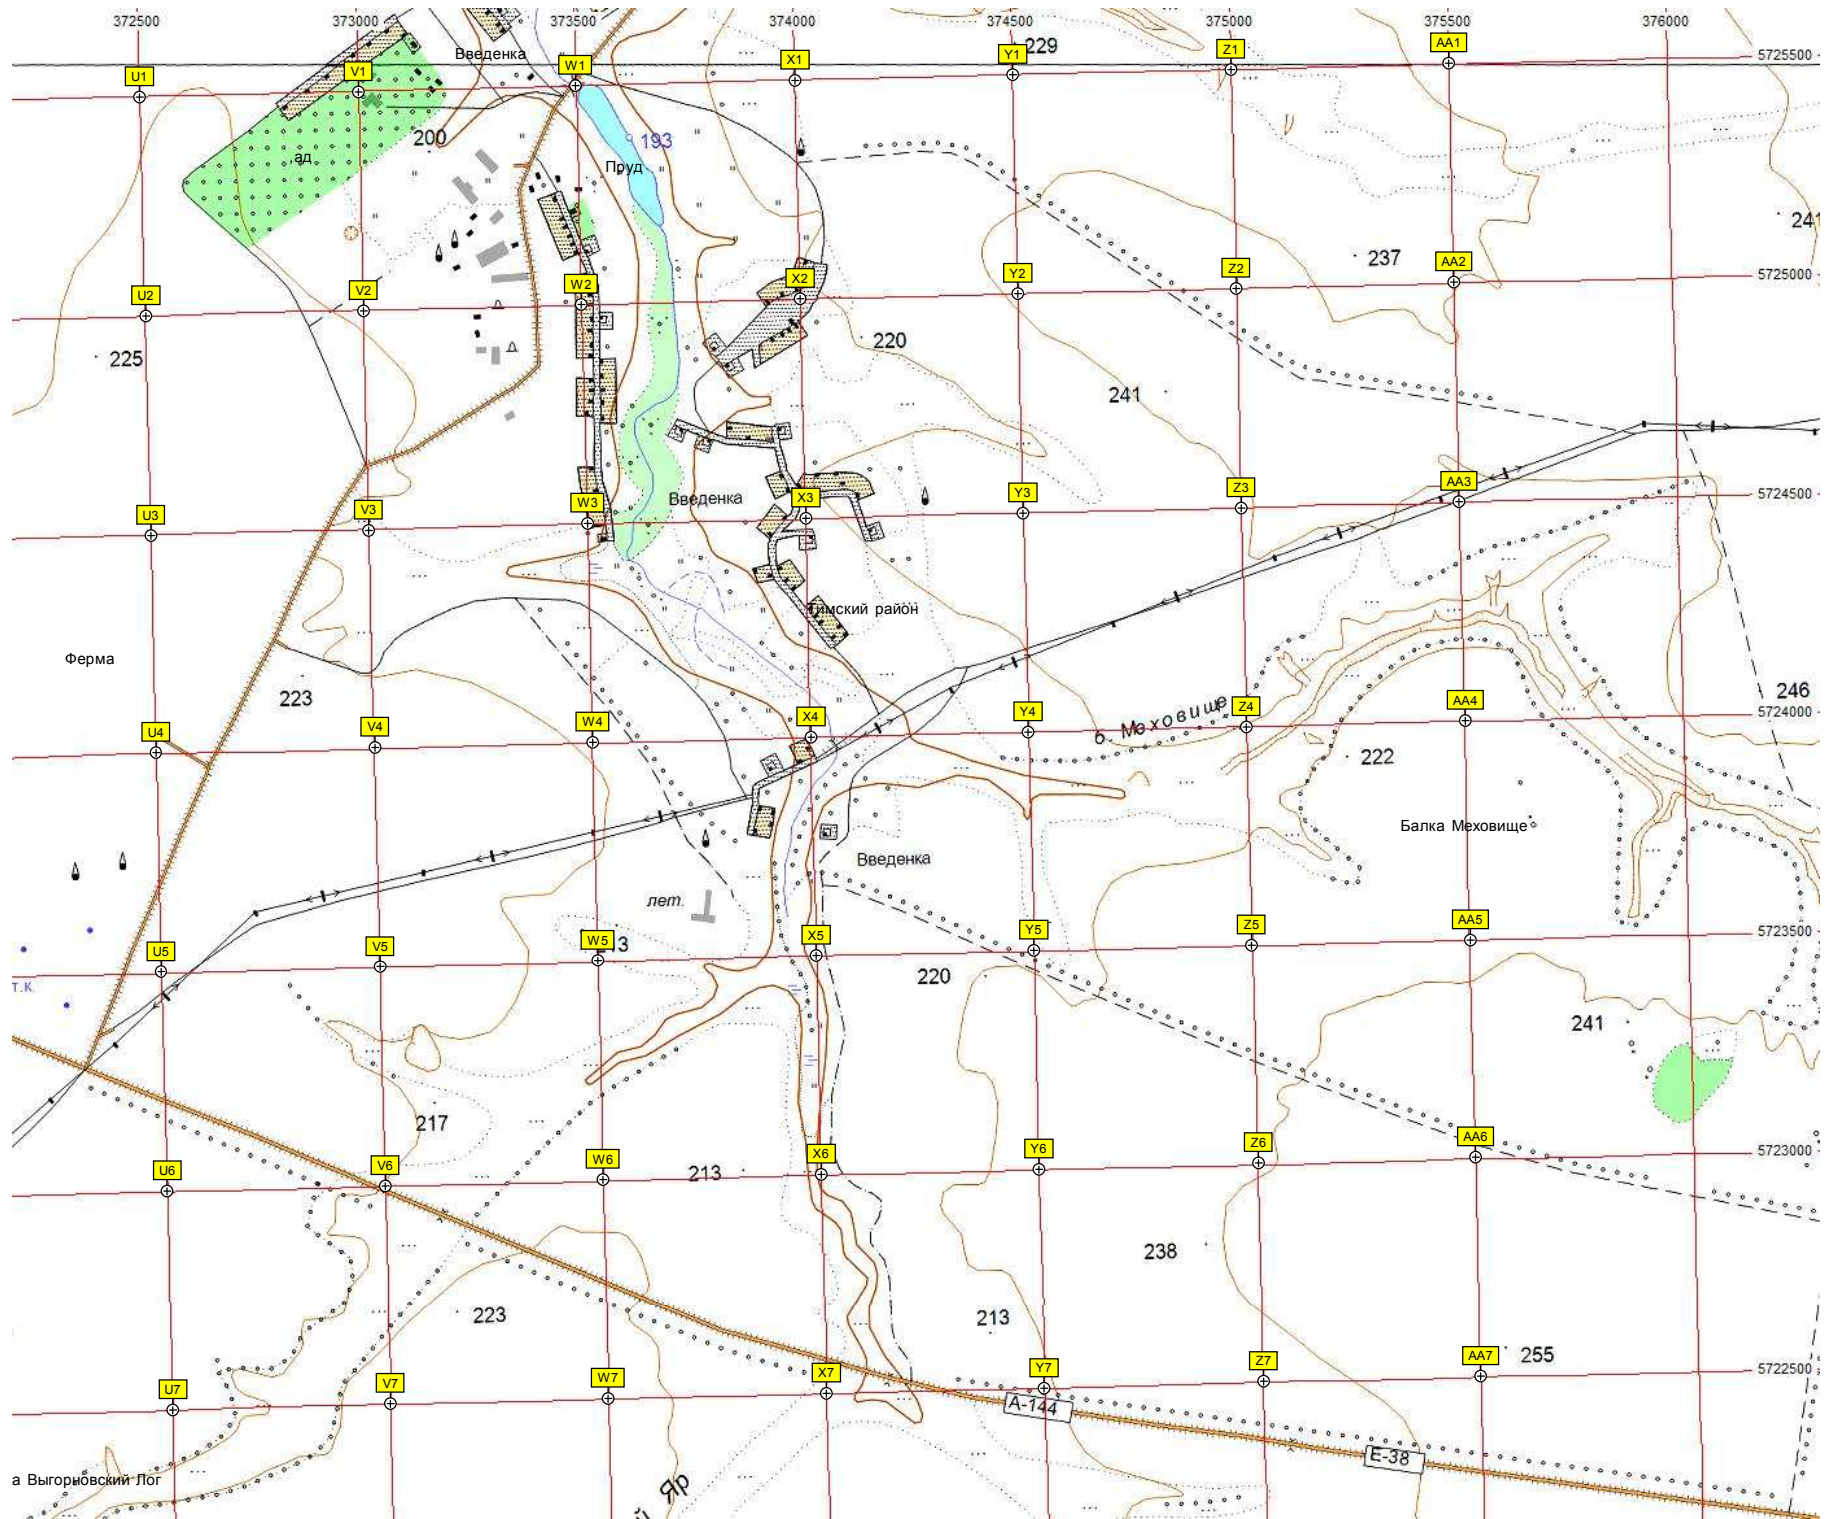 372500 373000 373500 374000 374500 375000 375500 376000
Введенка
229
5725500
U1 V1 W1 X1 Y1 Z1 AA1
200
193
ад
Пруд
241
237
5725000
U2 V2 W2 X2 Y2 Z2 AA2
225
220
241
5724500
U3 V3 W3 X3 Y3 Z3 AA3
Введенка
Тимский район
Ферма
223
246
б. Меховище
5724000
U4 V4 W4 X4 Y4 Z4 AA4
222
Балка Меховище
Введенка
лет.
5723500
U5 V5 W5 X5 Y5 Z5 AA5
13
220
т.К.
241
217
5723000
U6 V6 W6 X6 Y6 Z6 AA6
213
238
223
213
255
5722500
U7 V7 W7 X7 Y7 Z7 AA7
А-144
Е-38
а Выгорновский Лог
й Яр